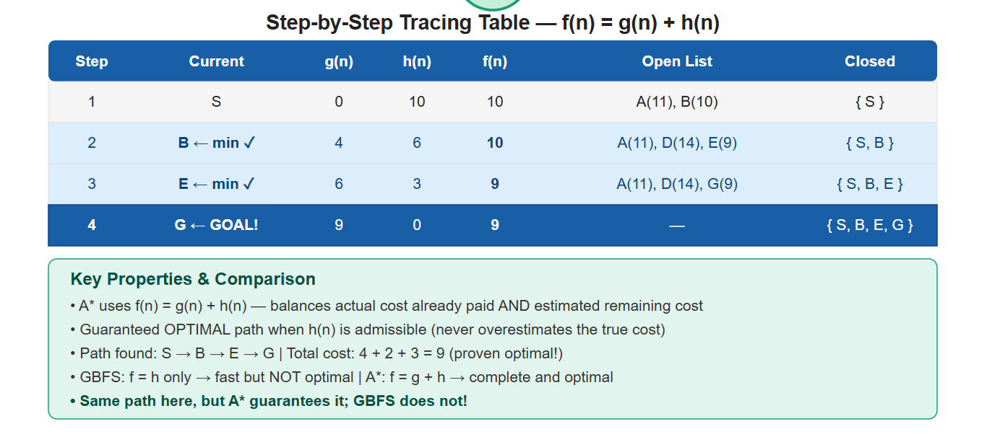 Step-by-Step Tracing Table — f(n) = g(n) + h(n)
Step Current g(n) h(n) f(n) Open List Closed
1 S 0 10 10 A(11), B(10) { S }
2 B ← min ✓ 4 6 10 A(11), D(14), E(9) { S, B }
3 E ← min ✓ 6 3 9 A(11), D(14), G(9) { S, B, E }
4 G ← GOAL! 9 0 9 — { S, B, E, G }
Key Properties & Comparison
• A* uses f(n) = g(n) + h(n) — balances actual cost already paid AND estimated remaining cost
• Guaranteed OPTIMAL path when h(n) is admissible (never overestimates the true cost)
• Path found: S → B → E → G | Total cost: 4 + 2 + 3 = 9 (proven optimal!)
• GBFS: f = h only → fast but NOT optimal | A*: f = g + h → complete and optimal
• Same path here, but A* guarantees it; GBFS does not!